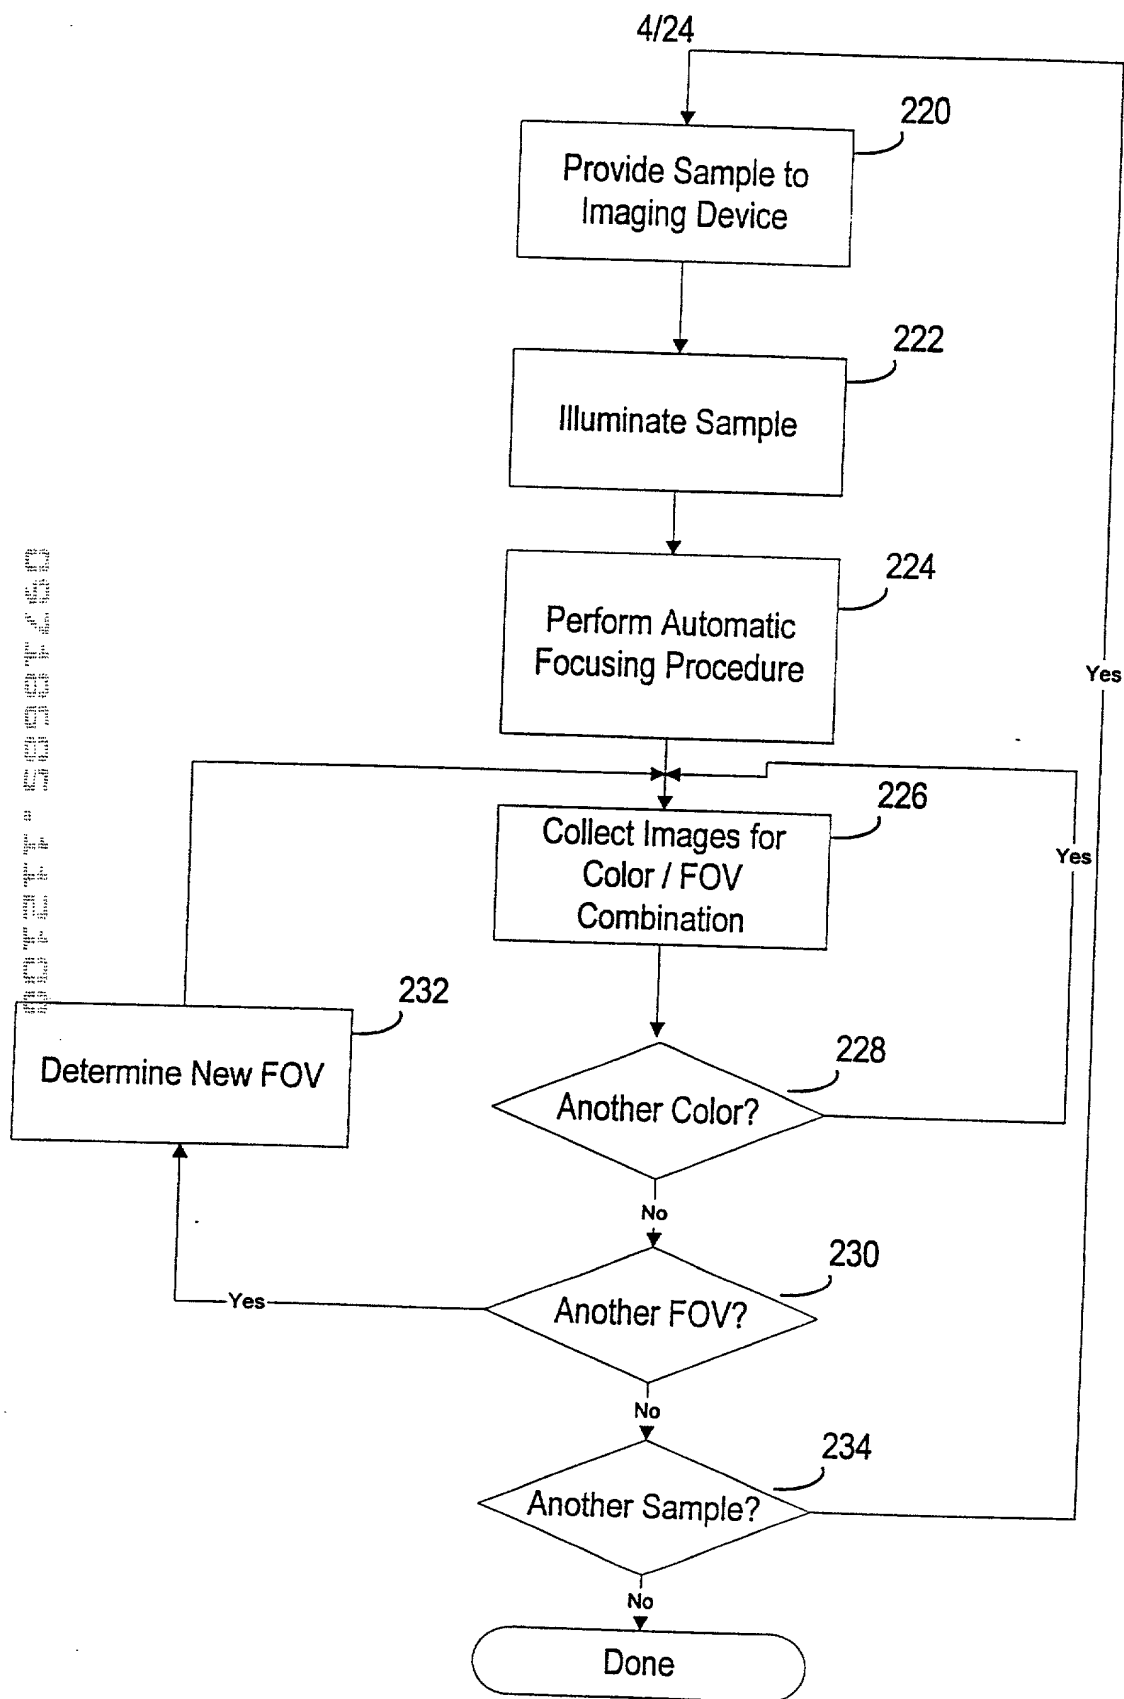 4/24
220
Provide Sample to
Imaging Device
222
Illuminate Sample
224
Perform Automatic
Focusing Procedure
Yes
226
Collect Images for
Color / FOV
Combination
Yes
232
Determine New FOV
228
Another Color?
No
230
Another FOV?
Yes
No
234
Another Sample?
No
Done